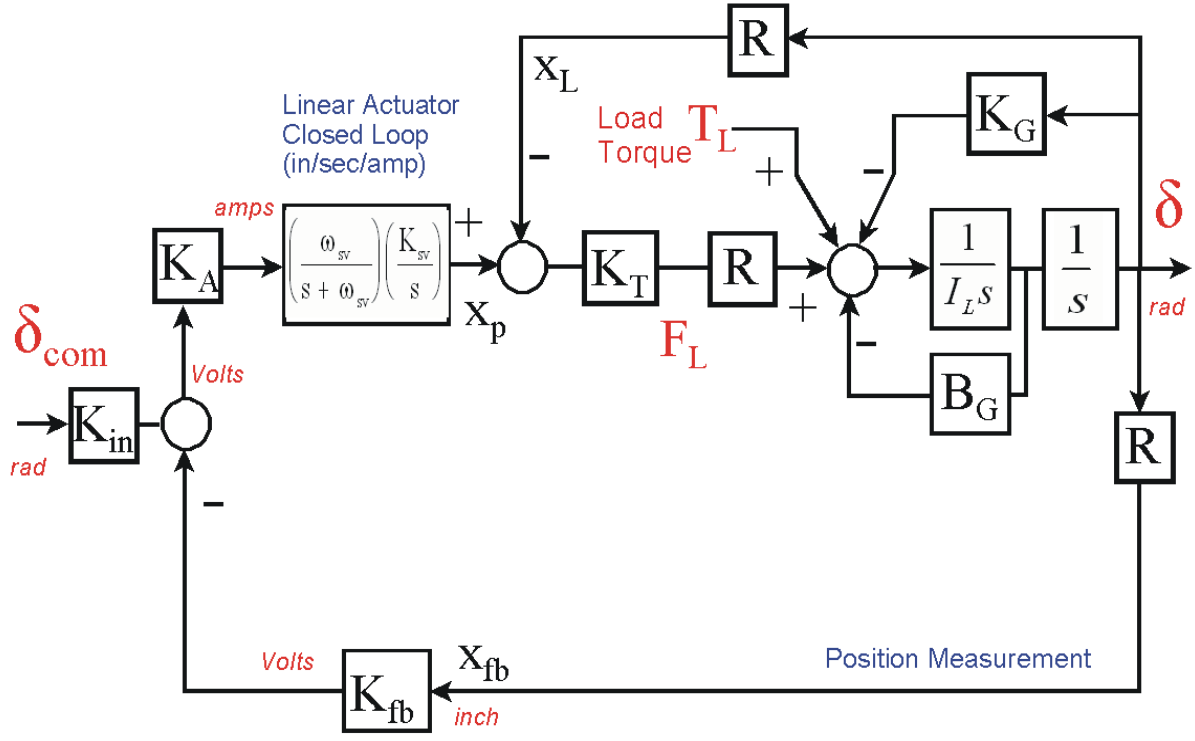 R
x_L
K_G
Linear Actuator
Closed Loop
(in/sec/amp)
Load
Torque T_L
−
+
−
amps
K_A
(ω_sv / (s + ω_sv)) (K_sv / s)
+
x_p
K_T
R
+
F_L
1 / (I_L s)
1 / s
δ
rad
−
B_G
δ_com
Volts
K_in
rad
R
−
Volts
K_fb
x_fb
inch
Position Measurement